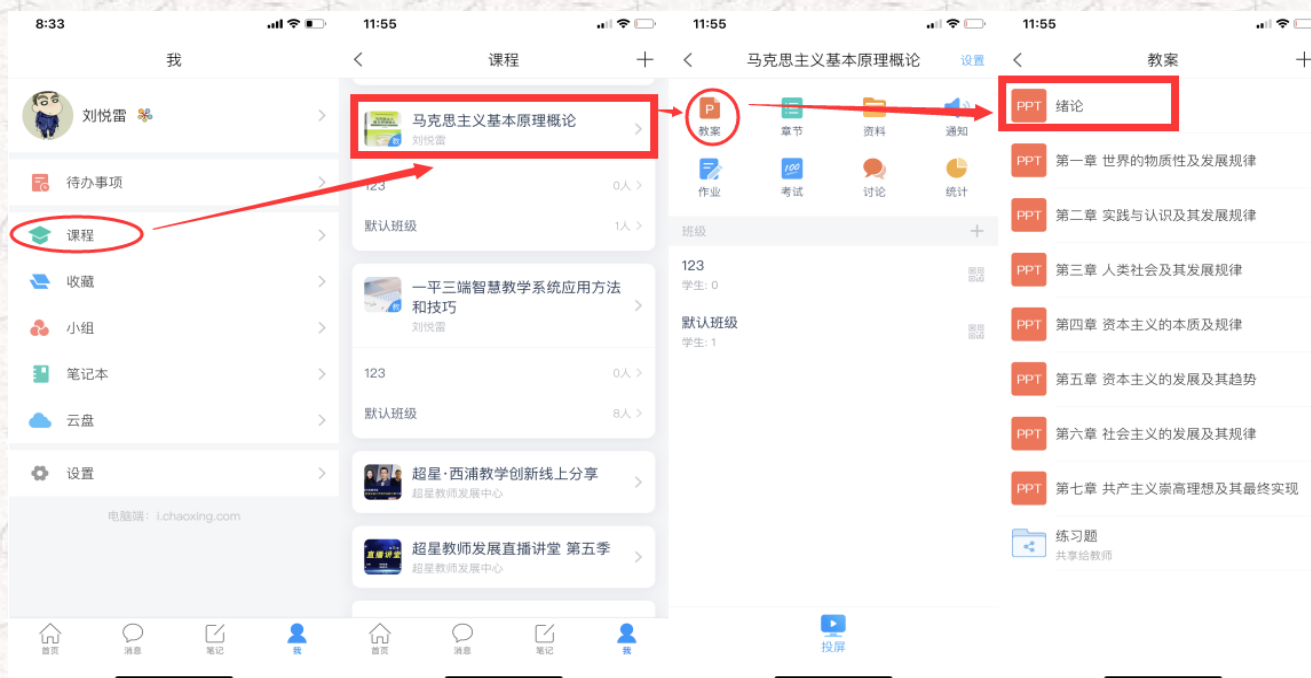 8:33
我
刘悦雷
待办事项
课程
收藏
小组
笔记本
云盘
设置
电脑端: i.chaoxing.com
首页
消息
笔记
我
11:55
课程
马克思主义基本原理概论
刘悦雷
123
0人
默认班级
1人
一平三端智慧教学系统应用方法
和技巧
刘悦雷
123
0人
默认班级
8人
超星·西浦教学创新线上分享
超星教师发展中心
直播讲堂
超星教师发展直播讲堂 第五季
超星教师发展中心
首页
消息
笔记
我
11:55
马克思主义基本原理概论
设置
P
教案
章节
资料
通知
作业
100
考试
讨论
统计
班级
123
学生: 0
默认班级
学生: 1
投屏
11:55
教案
PPT 绪论
PPT 第一章 世界的物质性及发展规律
PPT 第二章 实践与认识及其发展规律
PPT 第三章 人类社会及其发展规律
PPT 第四章 资本主义的本质及规律
PPT 第五章 资本主义的发展及其趋势
PPT 第六章 社会主义的发展及其规律
PPT 第七章 共产主义崇高理想及其最终实现
练习题
共享给教师